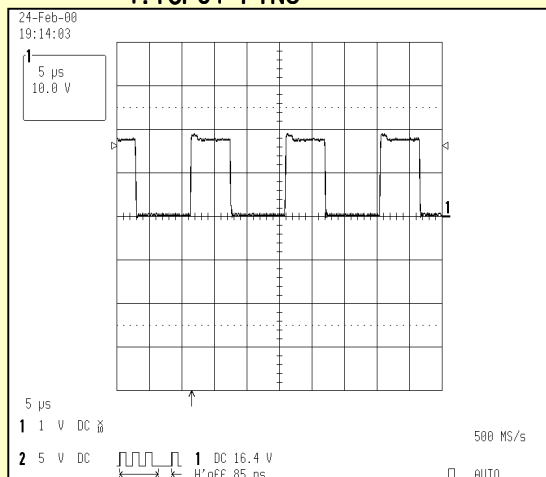 24-Feb-00
19:14:03
1
5 µs
10.0 V
1
5 µs
1 1 V DC
2 5 V DC
1 DC 16.4 V
500 MS/s
AUTO